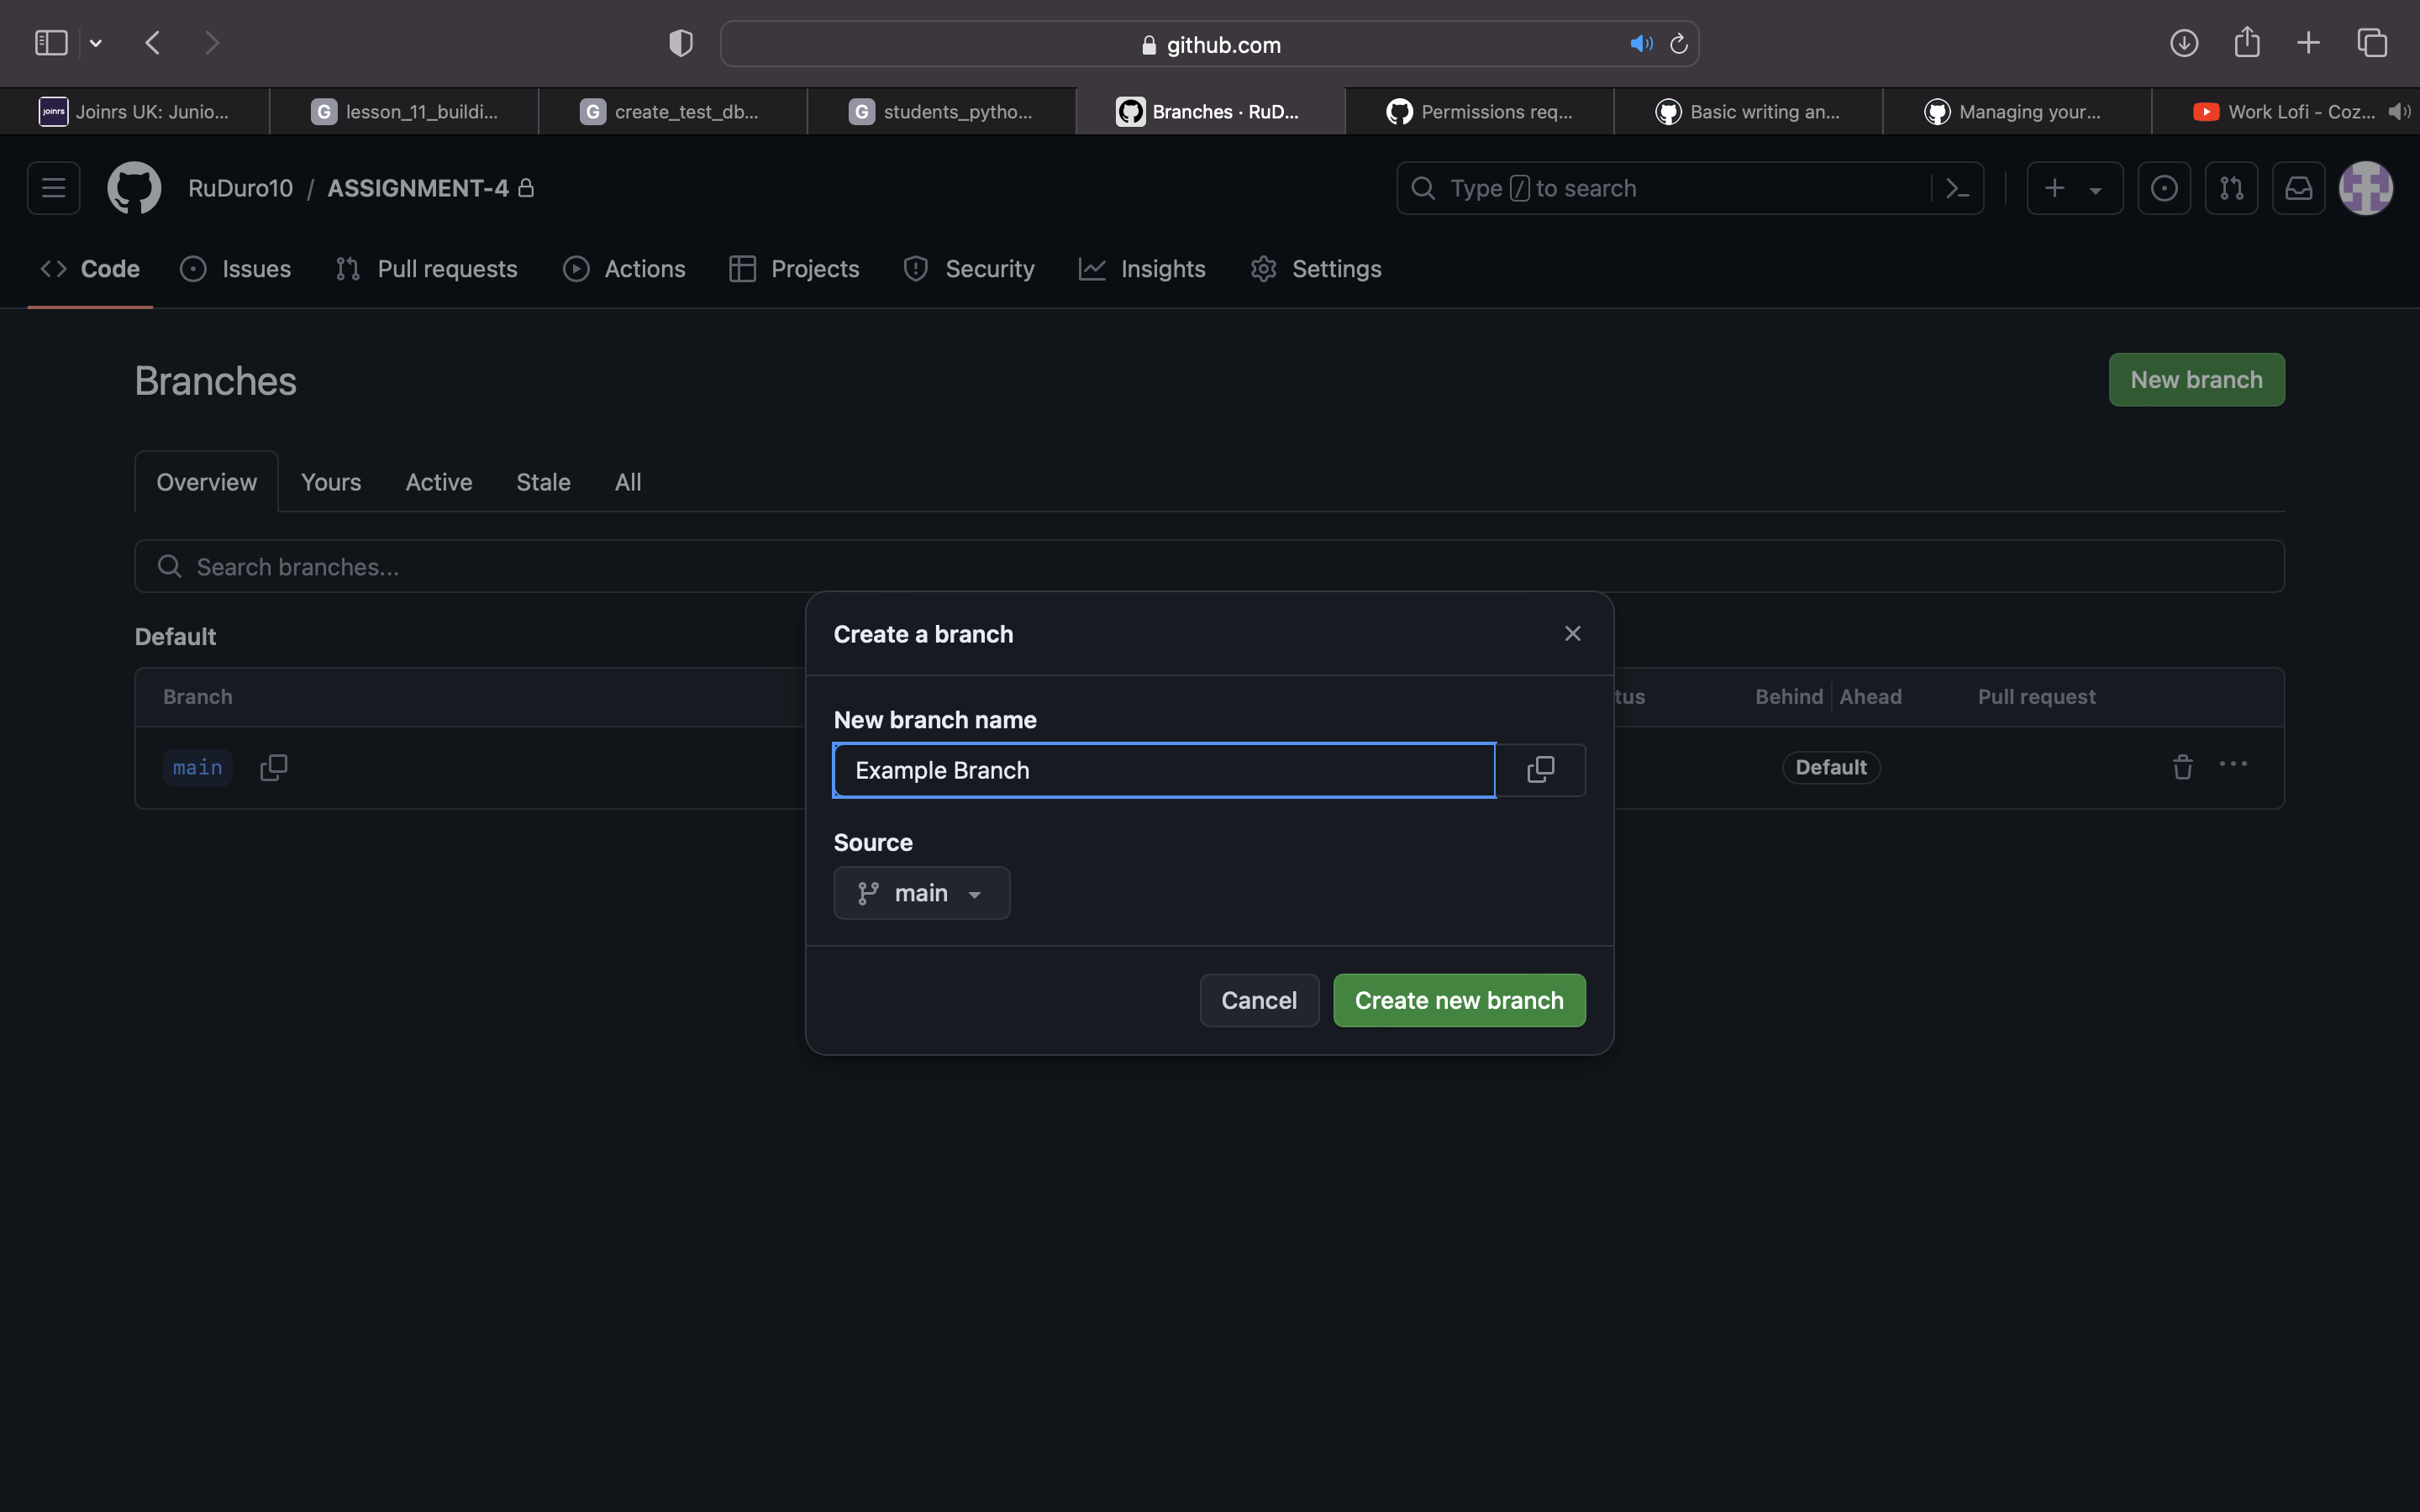 github.com
joinrs Joinrs UK: Junio...
G lesson_11_buildi...
G create_test_db...
G students_pytho...
Branches · RuD...
Permissions req...
Basic writing an...
Managing your...
Work Lofi - Coz...
RuDuro10 / ASSIGNMENT-4
Type / to search
Code
Issues
Pull requests
Actions
Projects
Security
Insights
Settings
Branches
New branch
Overview
Yours
Active
Stale
All
Search branches...
Default
Branch
tus
Behind
Ahead
Pull request
main
Default
Create a branch
New branch name
Example Branch
Source
main
Cancel
Create new branch